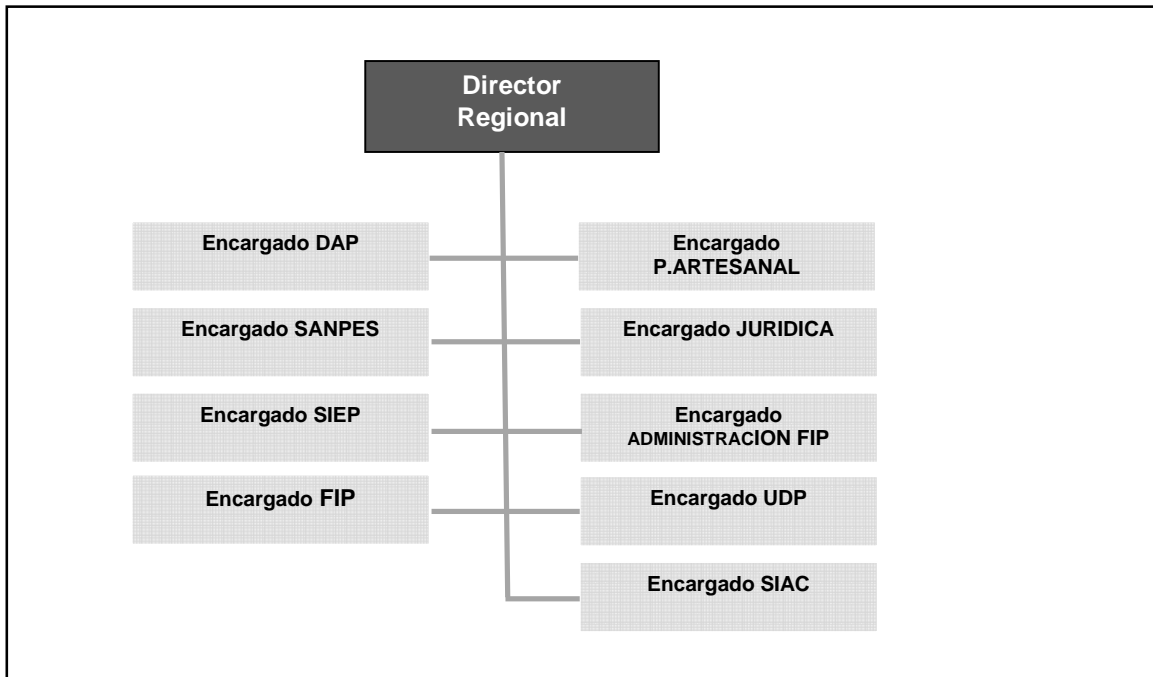 Director
Regional
Encargado DAP
Encargado
P.ARTESANAL
Encargado SANPES
Encargado JURIDICA
Encargado SIEP
Encargado
ADMINISTRACION FIP
Encargado FIP
Encargado UDP
Encargado SIAC